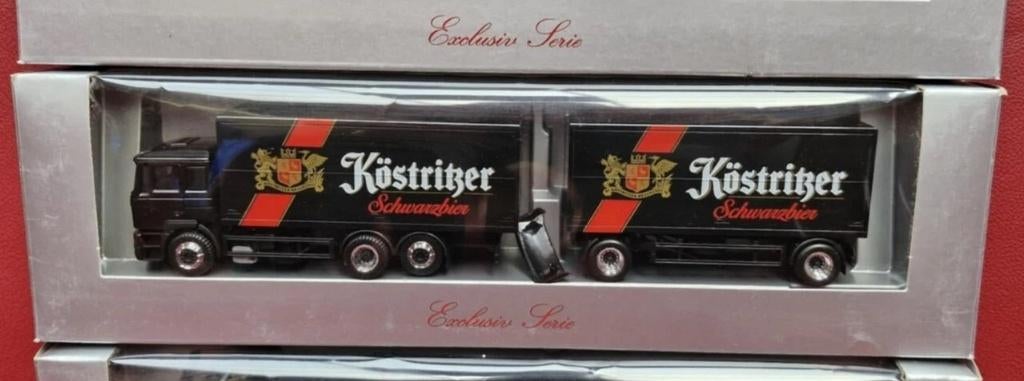 Exclusiv Serie
Köstritzer
Schwarzbier
Köstritzer
Schwarzbier
Exclusiv Serie